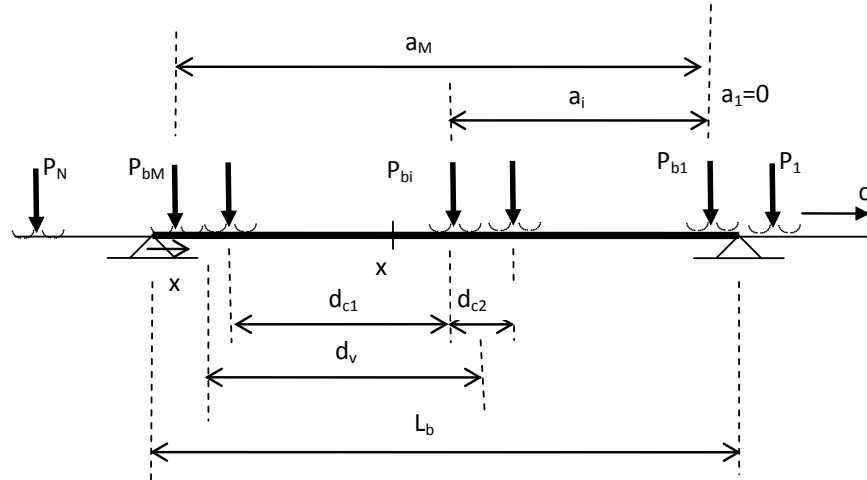 a_M
a_i
a_1=0
P_N
P_bM
P_bi
P_b1
P_1
c
x
x
d_c1
d_c2
d_v
L_b